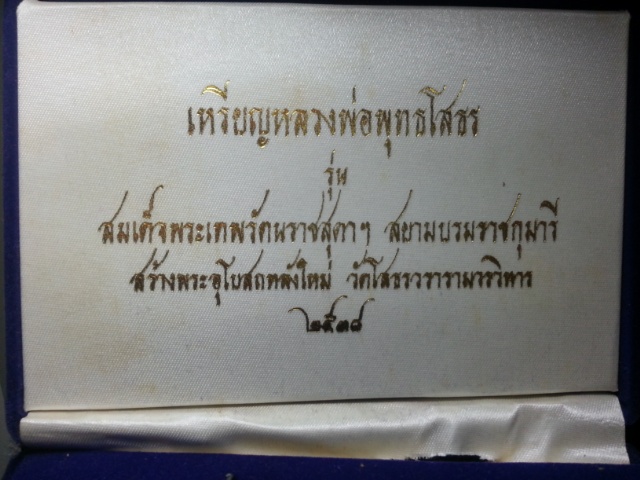 เหรียญหลวงพ่อพุทธโสธร
รุ่น
สมเด็จพระเทพรัตนราชสุดาฯ สยามบรมราชกุมารี
สร้างพระอุโบสถหลังใหม่ วัดโสธรวรารามวรวิหาร
๒๕๓๘